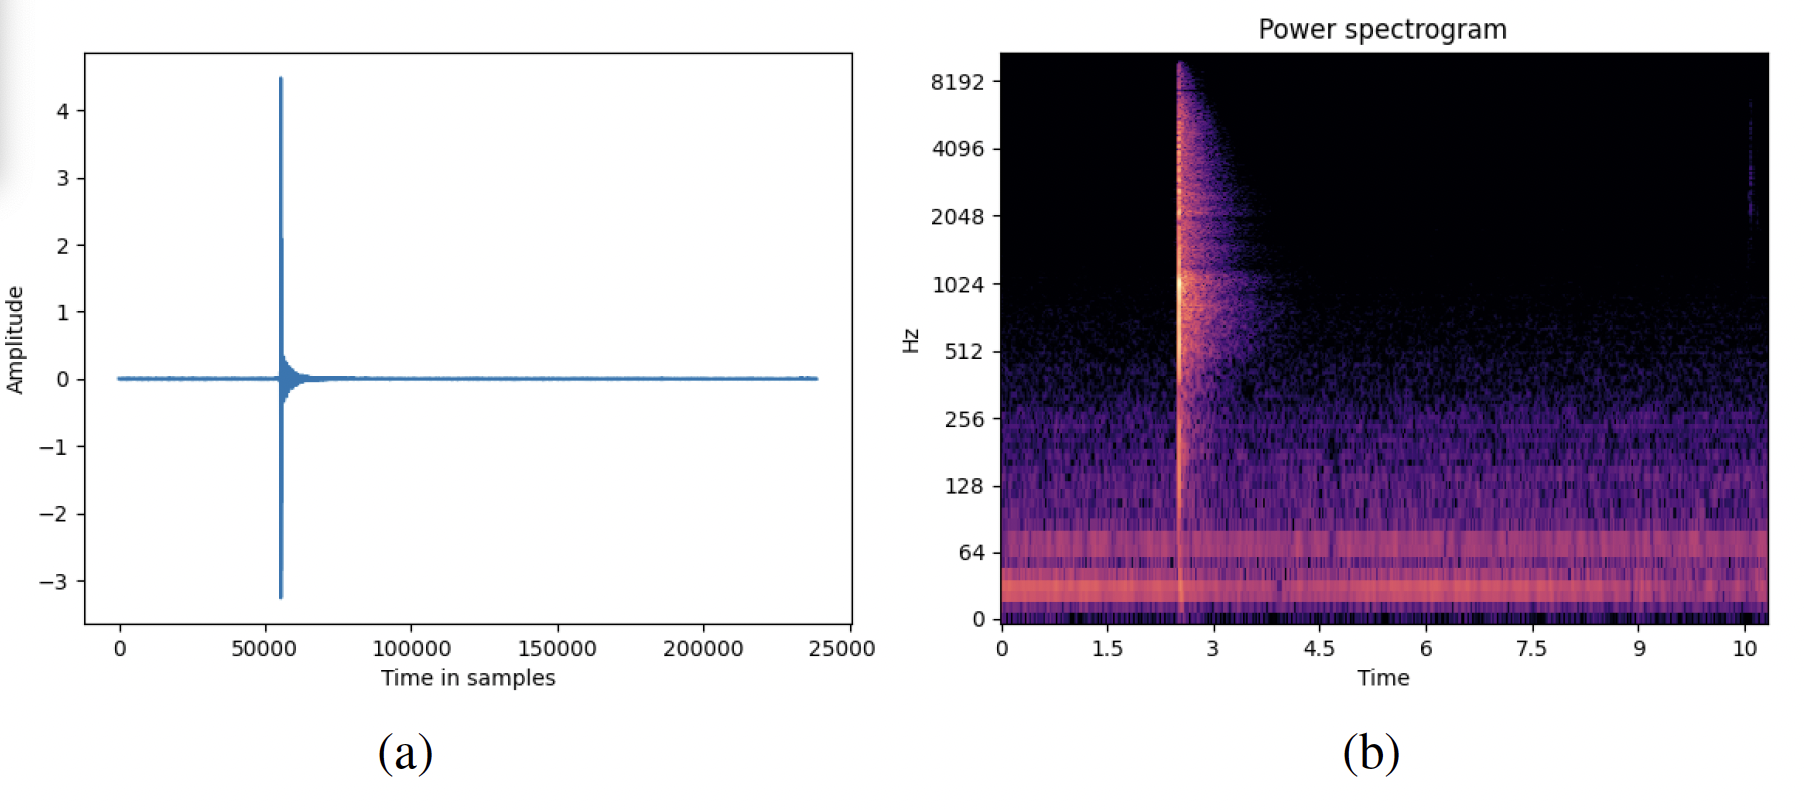 Power spectrogram
Amplitude
4
3
2
1
0
−1
−2
−3
0 50000 100000 150000 200000 25000
Time in samples
(a)
Hz
8192
4096
2048
1024
512
256
128
64
0
0 1.5 3 4.5 6 7.5 9 10
Time
(b)